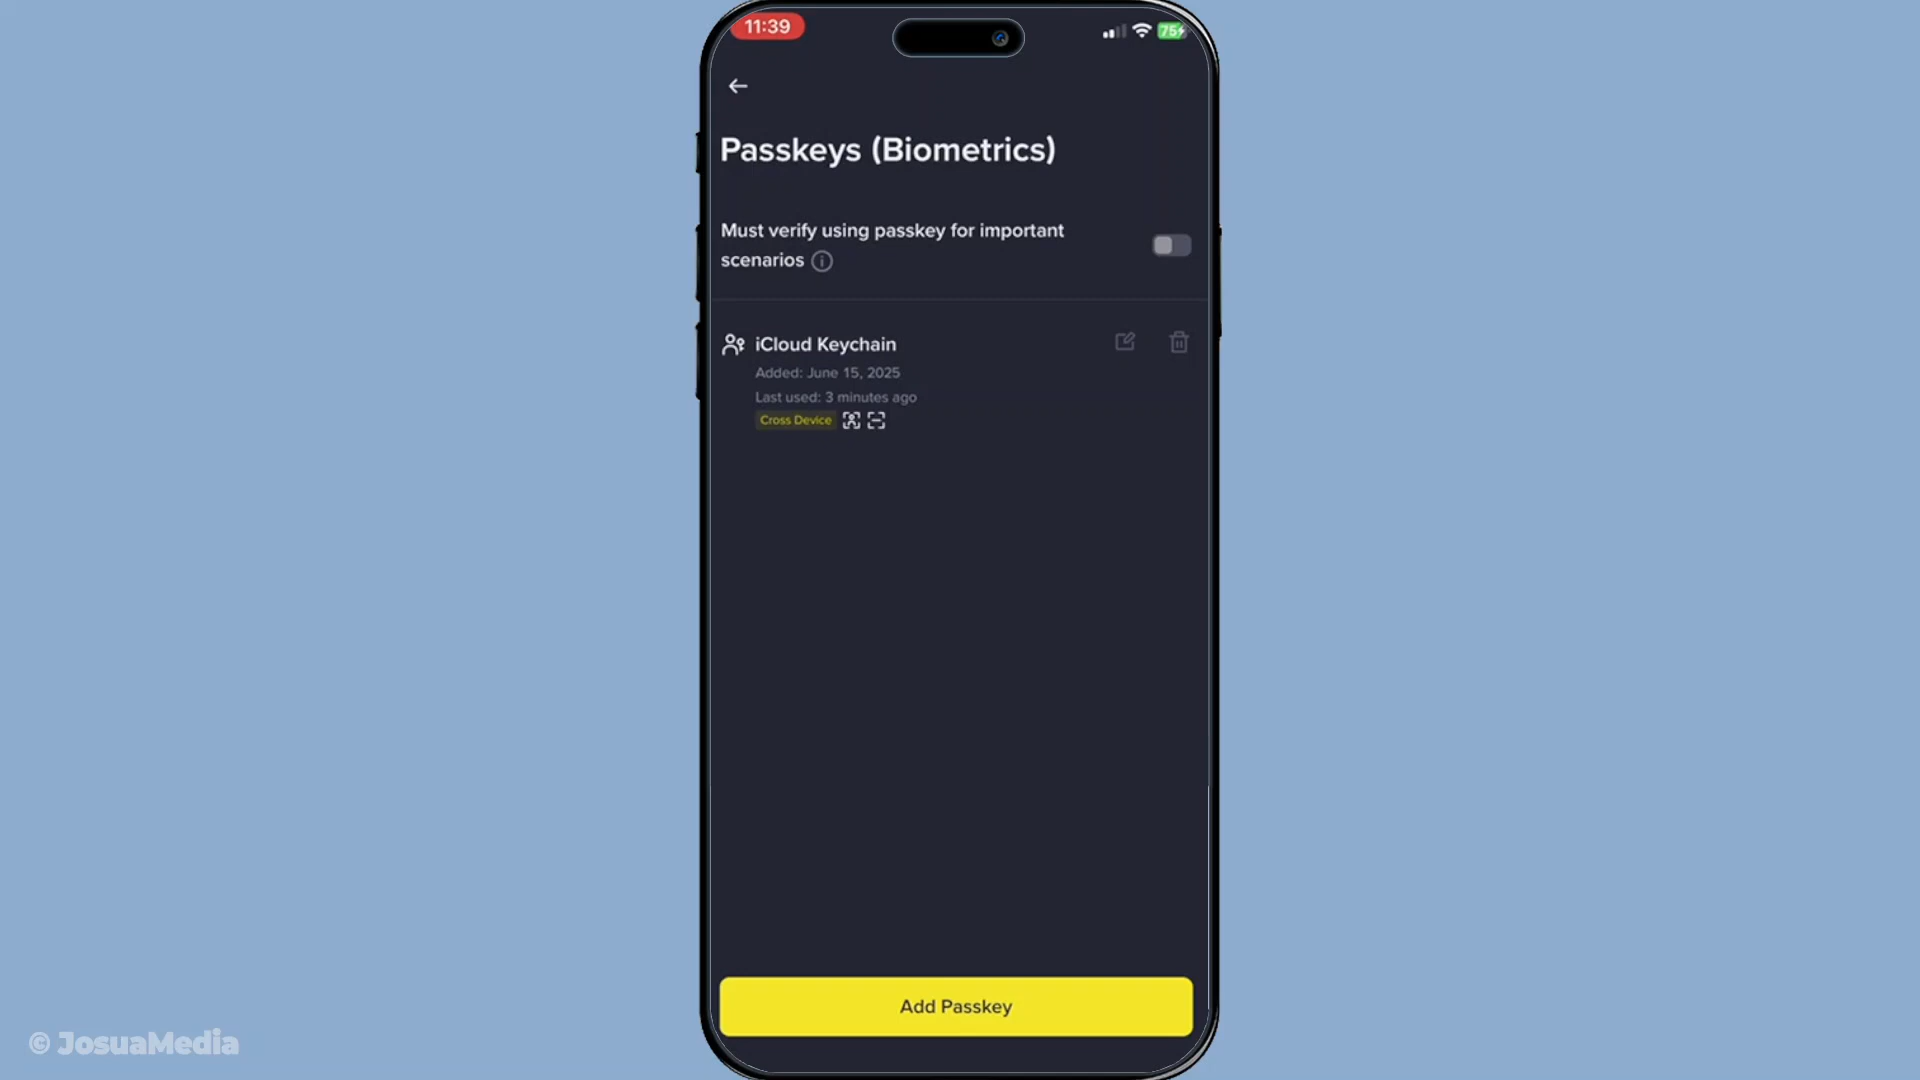 11:39
75
Passkeys (Biometrics)
Must verify using passkey for important
scenarios
iCloud Keychain
Added: June 15, 2025
Last used: 3 minutes ago
Cross Device
Add Passkey
© JosuaMedia